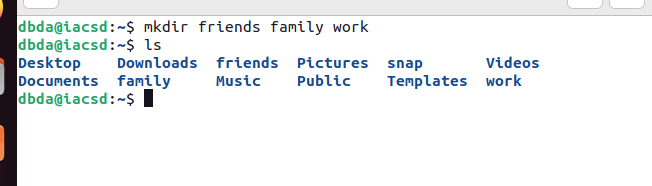 dbda@iacsd:~$ mkdir friends family work
dbda@iacsd:~$ ls
Desktop    Downloads  friends  Pictures  snap       Videos
Documents  family     Music    Public    Templates  work
dbda@iacsd:~$